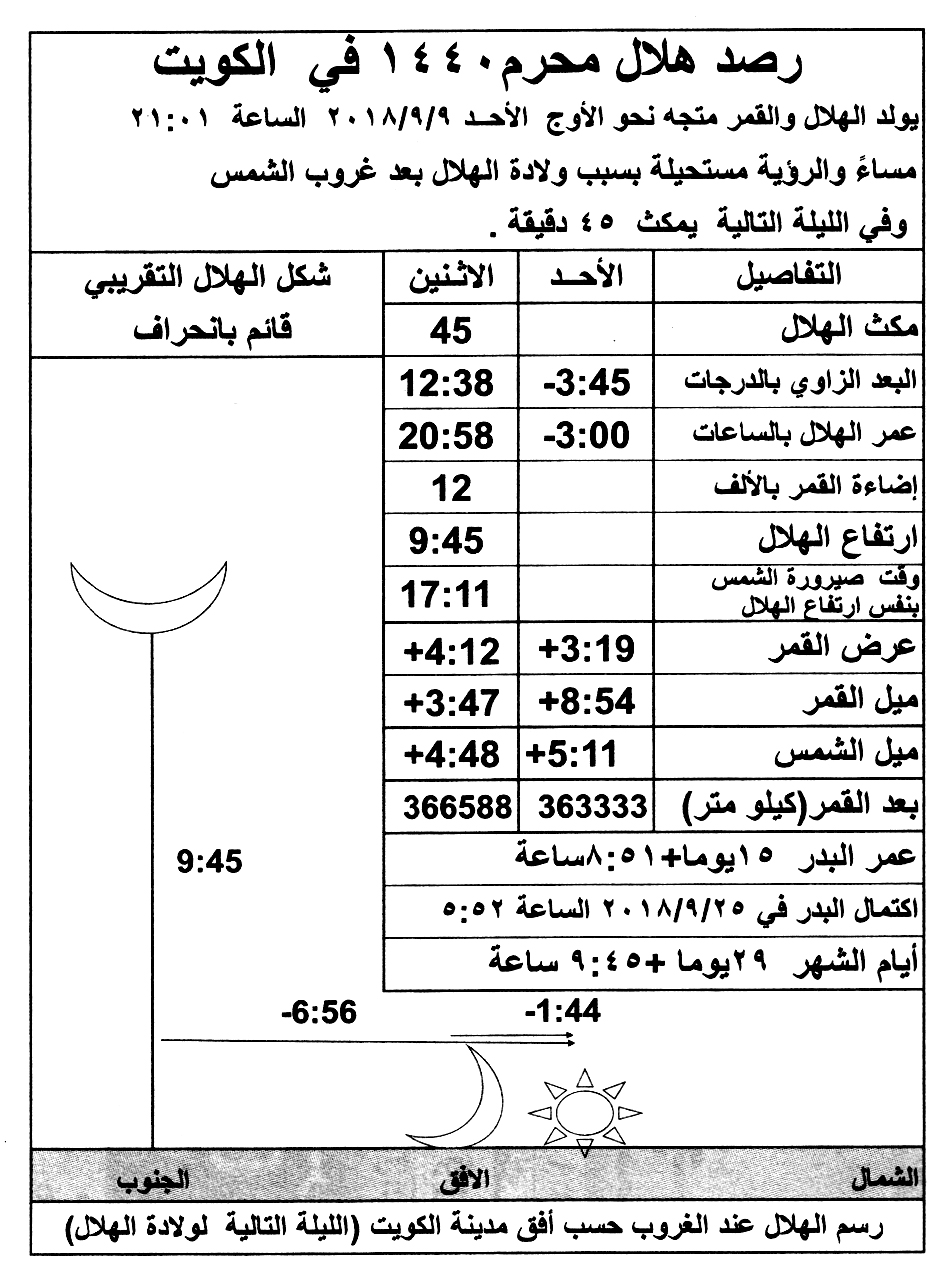 رصد هلال محرم ١٤٤٠ في الكويت
يولد الهلال والقمر متجه نحو الأوج الأحد ٢٠١٨/٩/٩ الساعة ٢١:٠١
مساءً والرؤية مستحيلة بسبب ولادة الهلال بعد غروب الشمس
وفي الليلة التالية يمكث ٤٥ دقيقة .
التفاصيل الأحد الاثنين شكل الهلال التقريبي
قائم بانحراف
مكث الهلال 45
البعد الزاوي بالدرجات -3:45 12:38
عمر الهلال بالساعات -3:00 20:58
إضاءة القمر بالألف 12
ارتفاع الهلال 9:45
وقت صيرورة الشمس
بنفس ارتفاع الهلال 17:11
عرض القمر +3:19 +4:12
ميل القمر +8:54 +3:47
ميل الشمس +5:11 +4:48
بعد القمر(كيلو متر) 363333 366588
عمر البدر ١٥يوما+٨:٥١ساعة
اكتمال البدر في ٢٠١٨/٩/٢٥ الساعة ٥:٥٢
أيام الشهر ٢٩يوما +٩:٤٥ ساعة
9:45
-1:44 -6:56
الشمال الافق الجنوب
رسم الهلال عند الغروب حسب أفق مدينة الكويت (الليلة التالية لولادة الهلال)